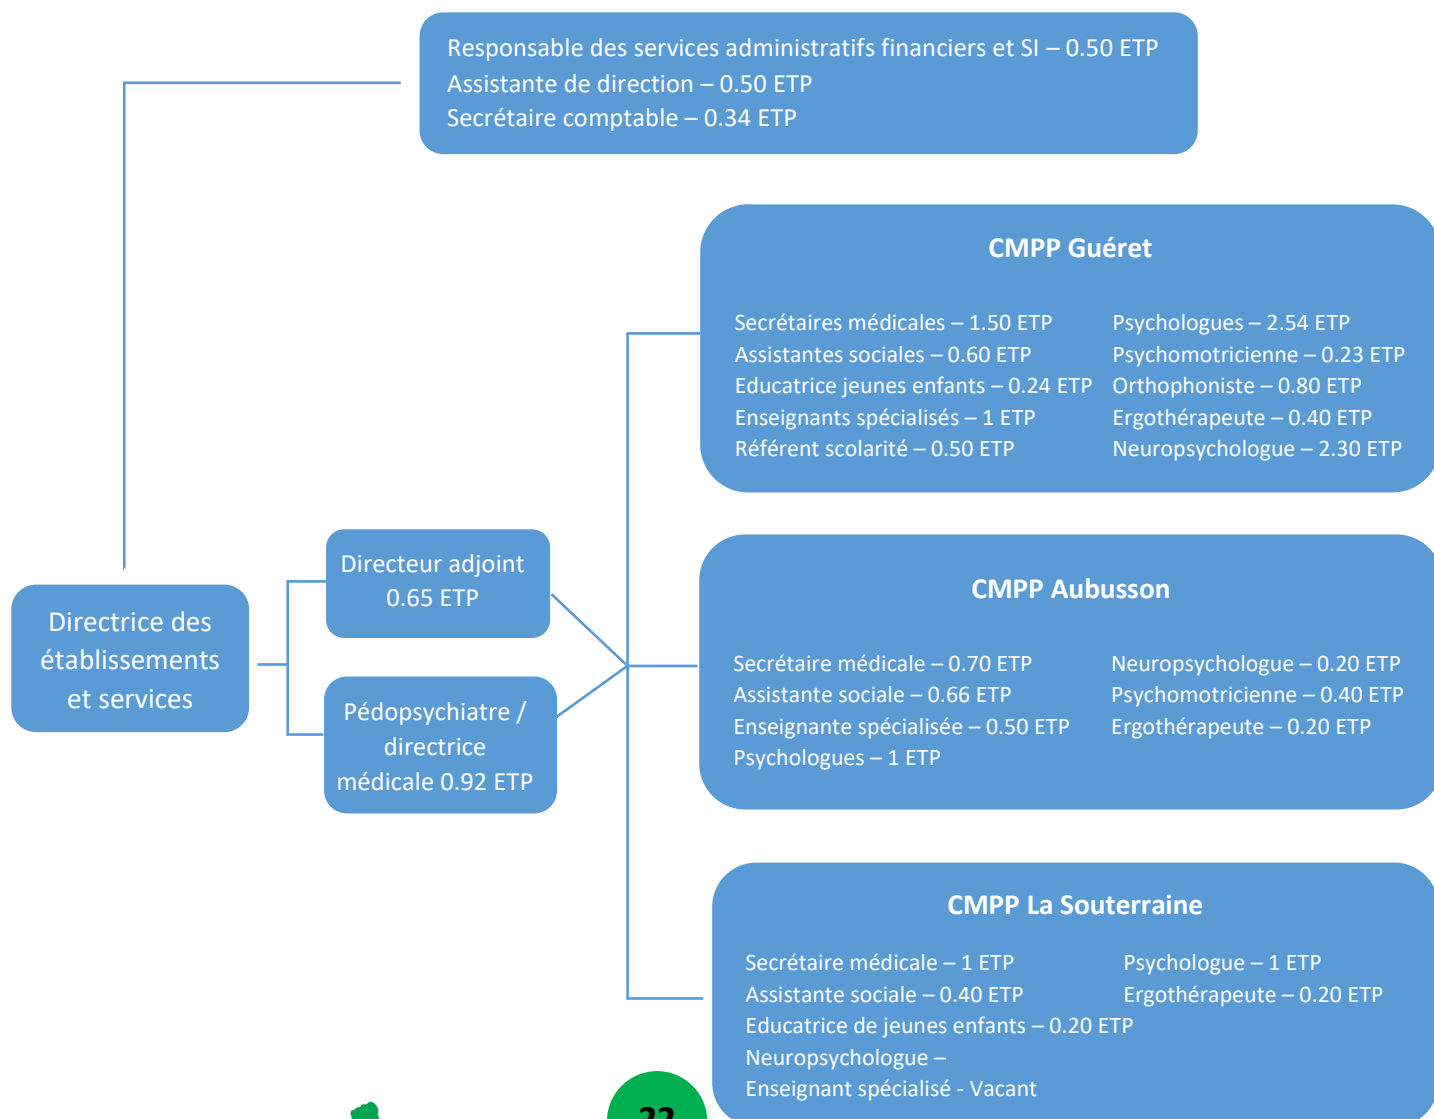 Responsable des services administratifs financiers et SI – 0.50 ETP
Assistante de direction – 0.50 ETP
Secrétaire comptable – 0.34 ETP
CMPP Guéret
Secrétaires médicales – 1.50 ETP
Assistantes sociales – 0.60 ETP
Educatrice jeunes enfants – 0.24 ETP
Enseignants spécialisés – 1 ETP
Référent scolarité – 0.50 ETP
Psychologues – 2.54 ETP
Psychomotricienne – 0.23 ETP
Orthophoniste – 0.80 ETP
Ergothérapeute – 0.40 ETP
Neuropsychologue – 2.30 ETP
Directeur adjoint
0.65 ETP
Directrice des
établissements
et services
Pédopsychiatre /
directrice
médicale 0.92 ETP
CMPP Aubusson
Secrétaire médicale – 0.70 ETP
Assistante sociale – 0.66 ETP
Enseignante spécialisée – 0.50 ETP
Psychologues – 1 ETP
Neuropsychologue – 0.20 ETP
Psychomotricienne – 0.40 ETP
Ergothérapeute – 0.20 ETP
CMPP La Souterraine
Secrétaire médicale – 1 ETP
Assistante sociale – 0.40 ETP
Educatrice de jeunes enfants – 0.20 ETP
Neuropsychologue –
Enseignant spécialisé - Vacant
Psychologue – 1 ETP
Ergothérapeute – 0.20 ETP
22